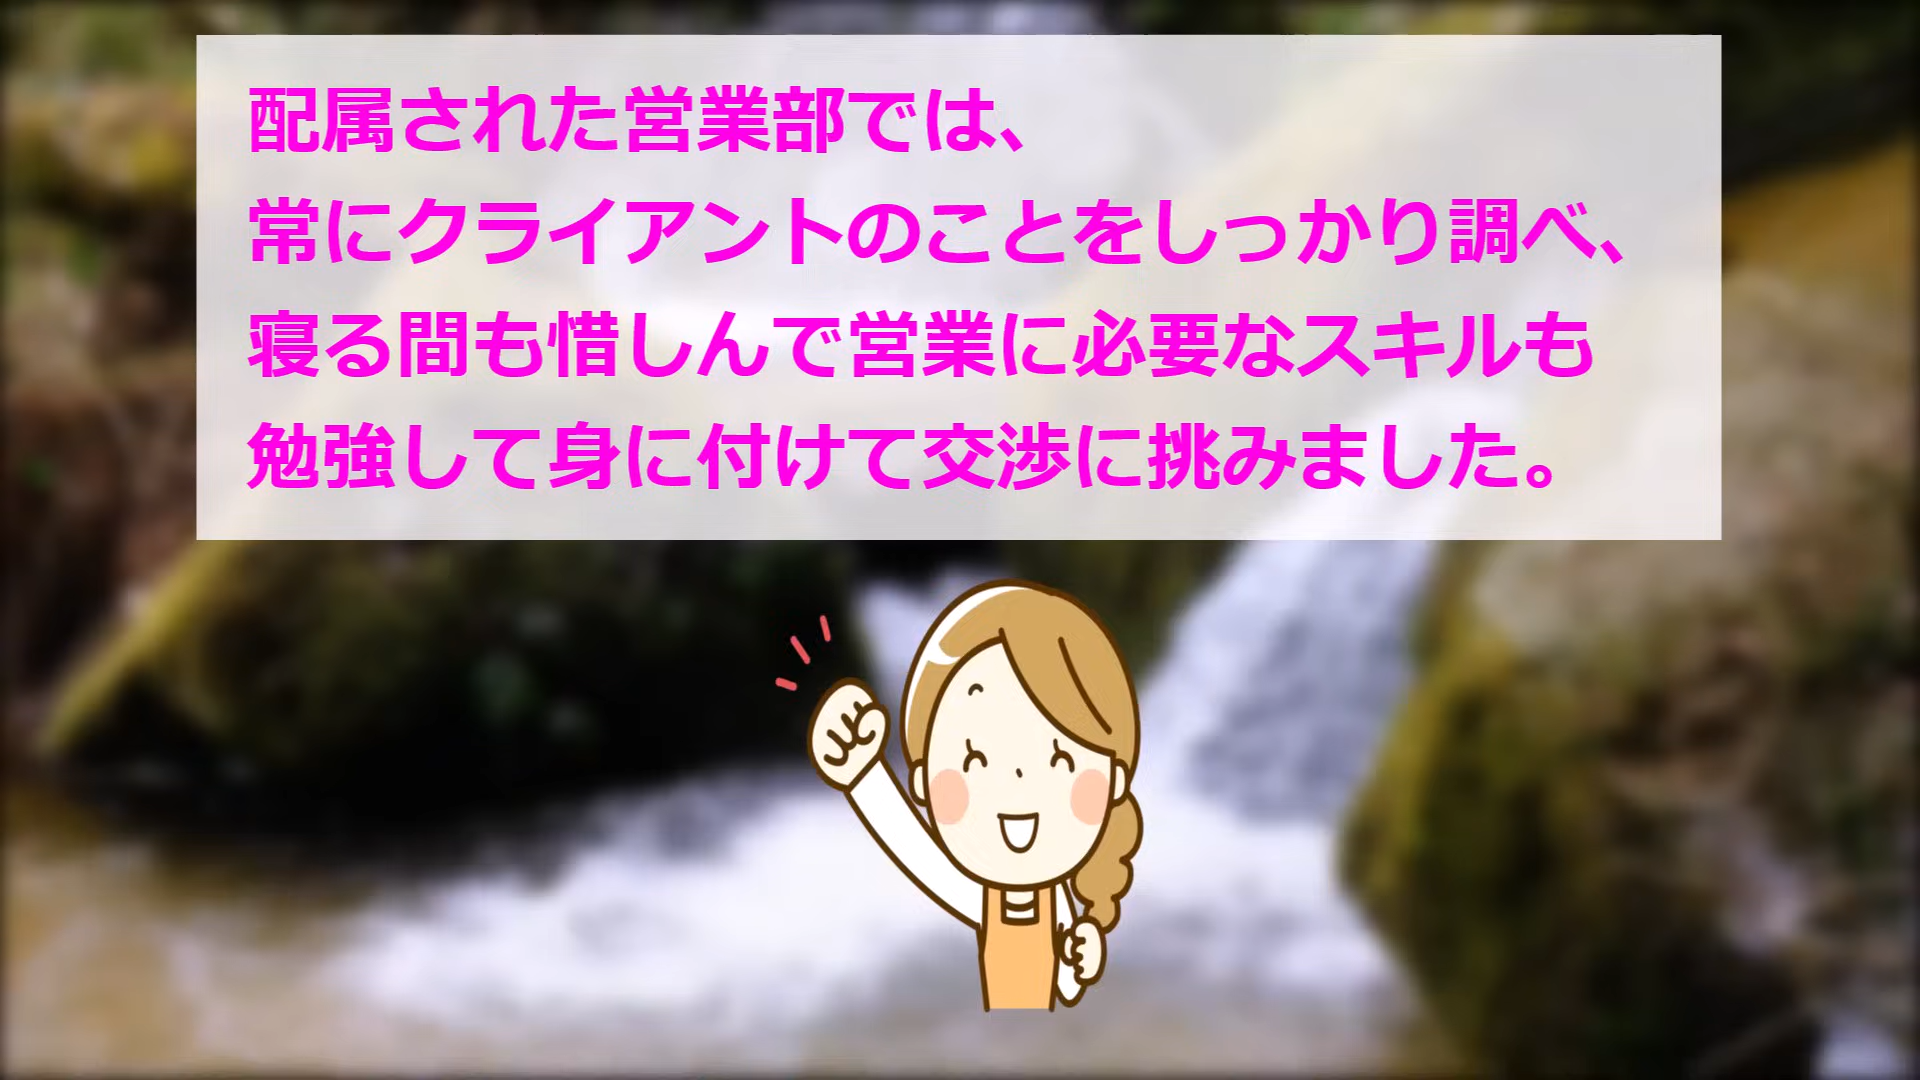 配属された営業部では、
常にクライアントのことをしっかり調べ、
寝る間も惜しんで営業に必要なスキルも
勉強して身に付けて交渉に挑みました。